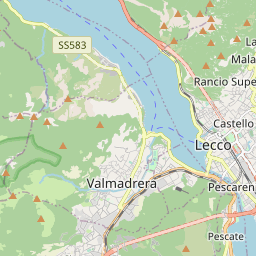 SS583
La
Mala
Rancio Supe
Castello
Lecco
Valmadrera
Pescaren
Pescate